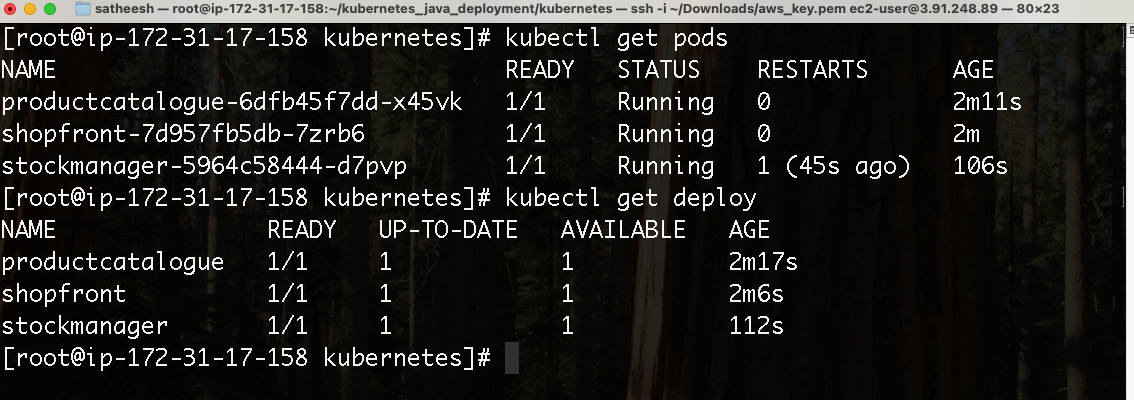 satheesh — root@ip-172-31-17-158:~/kubernetes_java_deployment/kubernetes — ssh -i ~/Downloads/aws_key.pem ec2-user@3.91.248.89 — 80×23
[root@ip-172-31-17-158 kubernetes]# kubectl get pods
NAME READY STATUS RESTARTS AGE
productcatalogue-6dfb45f7dd-x45vk 1/1 Running 0 2m11s
shopfront-7d957fb5db-7zrb6 1/1 Running 0 2m
stockmanager-5964c58444-d7pvp 1/1 Running 1 (45s ago) 106s
[root@ip-172-31-17-158 kubernetes]# kubectl get deploy
NAME READY UP-TO-DATE AVAILABLE AGE
productcatalogue 1/1 1 1 2m17s
shopfront 1/1 1 1 2m6s
stockmanager 1/1 1 1 112s
[root@ip-172-31-17-158 kubernetes]#